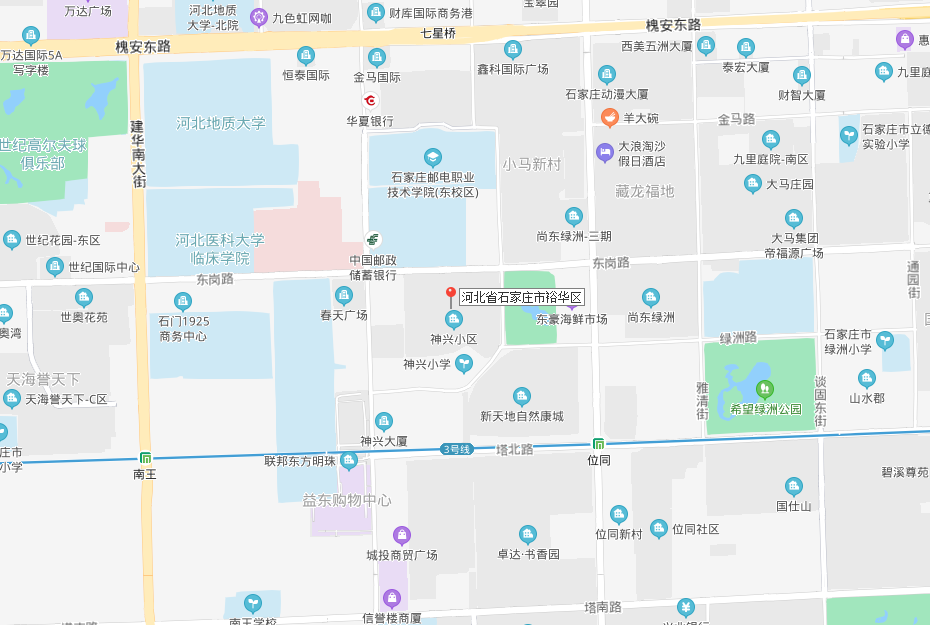 万达广场
河北地质
大学-北院
九色虹网咖
财库国际商务港
宝翠园
槐安东路
七星桥
槐安东路
西美五洲大厦
泰宏大厦
惠
万达国际5A
写字楼
恒泰国际
金马国际
鑫科国际广场
石家庄动漫大厦
财智大厦
九里庭
华夏银行
羊大碗
金马路
河北地质大学
建华南大街
世纪高尔夫球
俱乐部
石家庄市立德
实验小学
大浪淘沙
假日酒店
九里庭院-南区
小马新村
石家庄邮电职业
技术学院(东校区)
藏龙福地
大马庄园
世纪花园-东区
河北医科大学
临床学院
尚东绿洲-三期
大马集团
帝福源广场
世纪国际中心
中国邮政
储蓄银行
东岗路
东岗路
通园街
世奥花苑
石门1925
商务中心
春天广场
河北省石家庄市裕华区
东豪海鲜市场
尚东绿洲
奥湾
神兴小区
绿洲路
石家庄市
绿洲小学
神兴小学
天海誉天下
天海誉天下-C区
新天地自然康城
雅清街
希望绿洲公园
谈固东街
山水郡
庄市
小学
神兴大厦
3号线
塔北路
南王
联邦东方明珠
位同
碧溪尊苑
益东购物中心
国仕山
位同新村
位同社区
城投商贸广场
卓达·书香园
南王学校
信誉楼商厦
塔南路